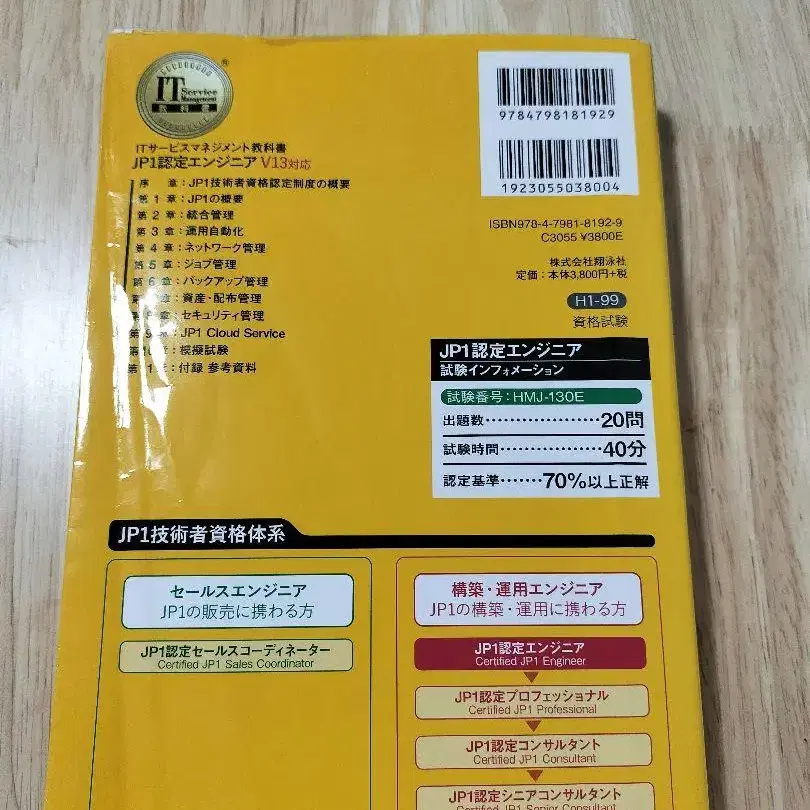 IT Service Management
教科書
®
ITサービスマネジメント教科書
JP1認定エンジニア V13対応
序 章：JP1技術者資格認定制度の概要
第 1 章：JP1の概要
第 2 章：統合管理
第 3 章：運用自動化
第 4 章：ネットワーク管理
第 5 章：ジョブ管理
第 6 章：バックアップ管理
章：資産・配布管理
章：セキュリティ管理
第 9 章：JP1 Cloud Service
第10章：模擬試験
第11章：付録 参考資料
9784798181929
1923055038004
ISBN978-4-7981-8192-9
C3055 ¥3800E
株式会社翔泳社
定価：本体3,800円+税
H1-99
資格試験
JP1認定エンジニア
試験インフォメーション
試験番号：HMJ-130E
出題数………………20問
試験時間……………40分
認定基準……70%以上正解
JP1技術者資格体系
セールスエンジニア
JP1の販売に携わる方
JP1認定セールスコーディネーター
Certified JP1 Sales Coordinator
構築・運用エンジニア
JP1の構築・運用に携わる方
JP1認定エンジニア
Certified JP1 Engineer
JP1認定プロフェッショナル
Certified JP1 Professional
JP1認定コンサルタント
Certified JP1 Consultant
JP1認定シニアコンサルタント
Certified JP1 Senior Consultant